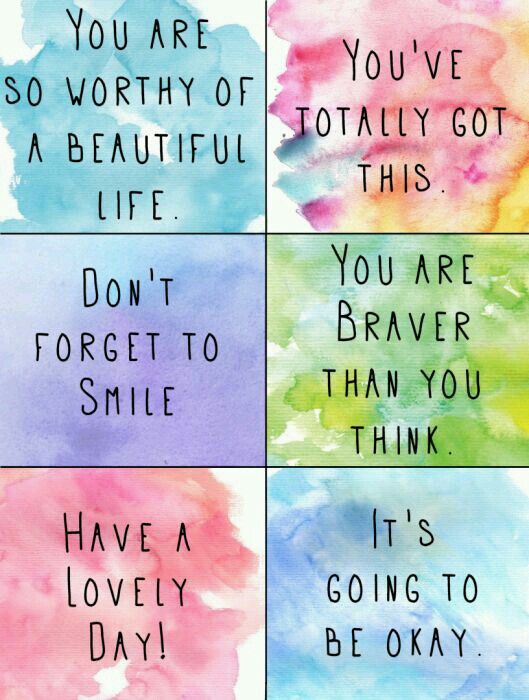 You are
so worthy of
a beautiful
life.
You've
totally got
this.
Don't
forget to
Smile
You are
Braver
than you
think.
Have a
Lovely
Day!
It's
going to
be okay.